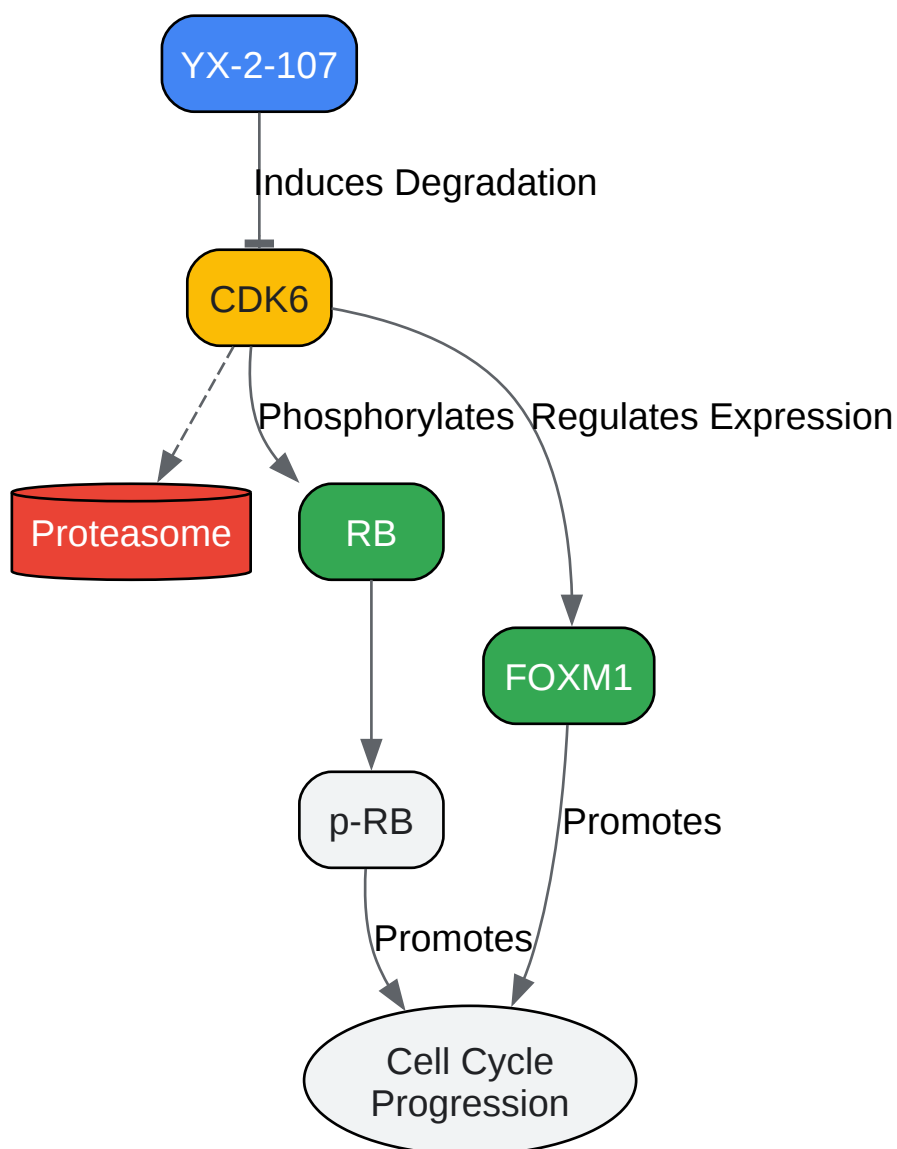 YX-2-107
Induces Degradation
CDK6
Phosphorylates
Regulates Expression
Proteasome
RB
FOXM1
p-RB
Promotes
Promotes
Cell Cycle
Progression